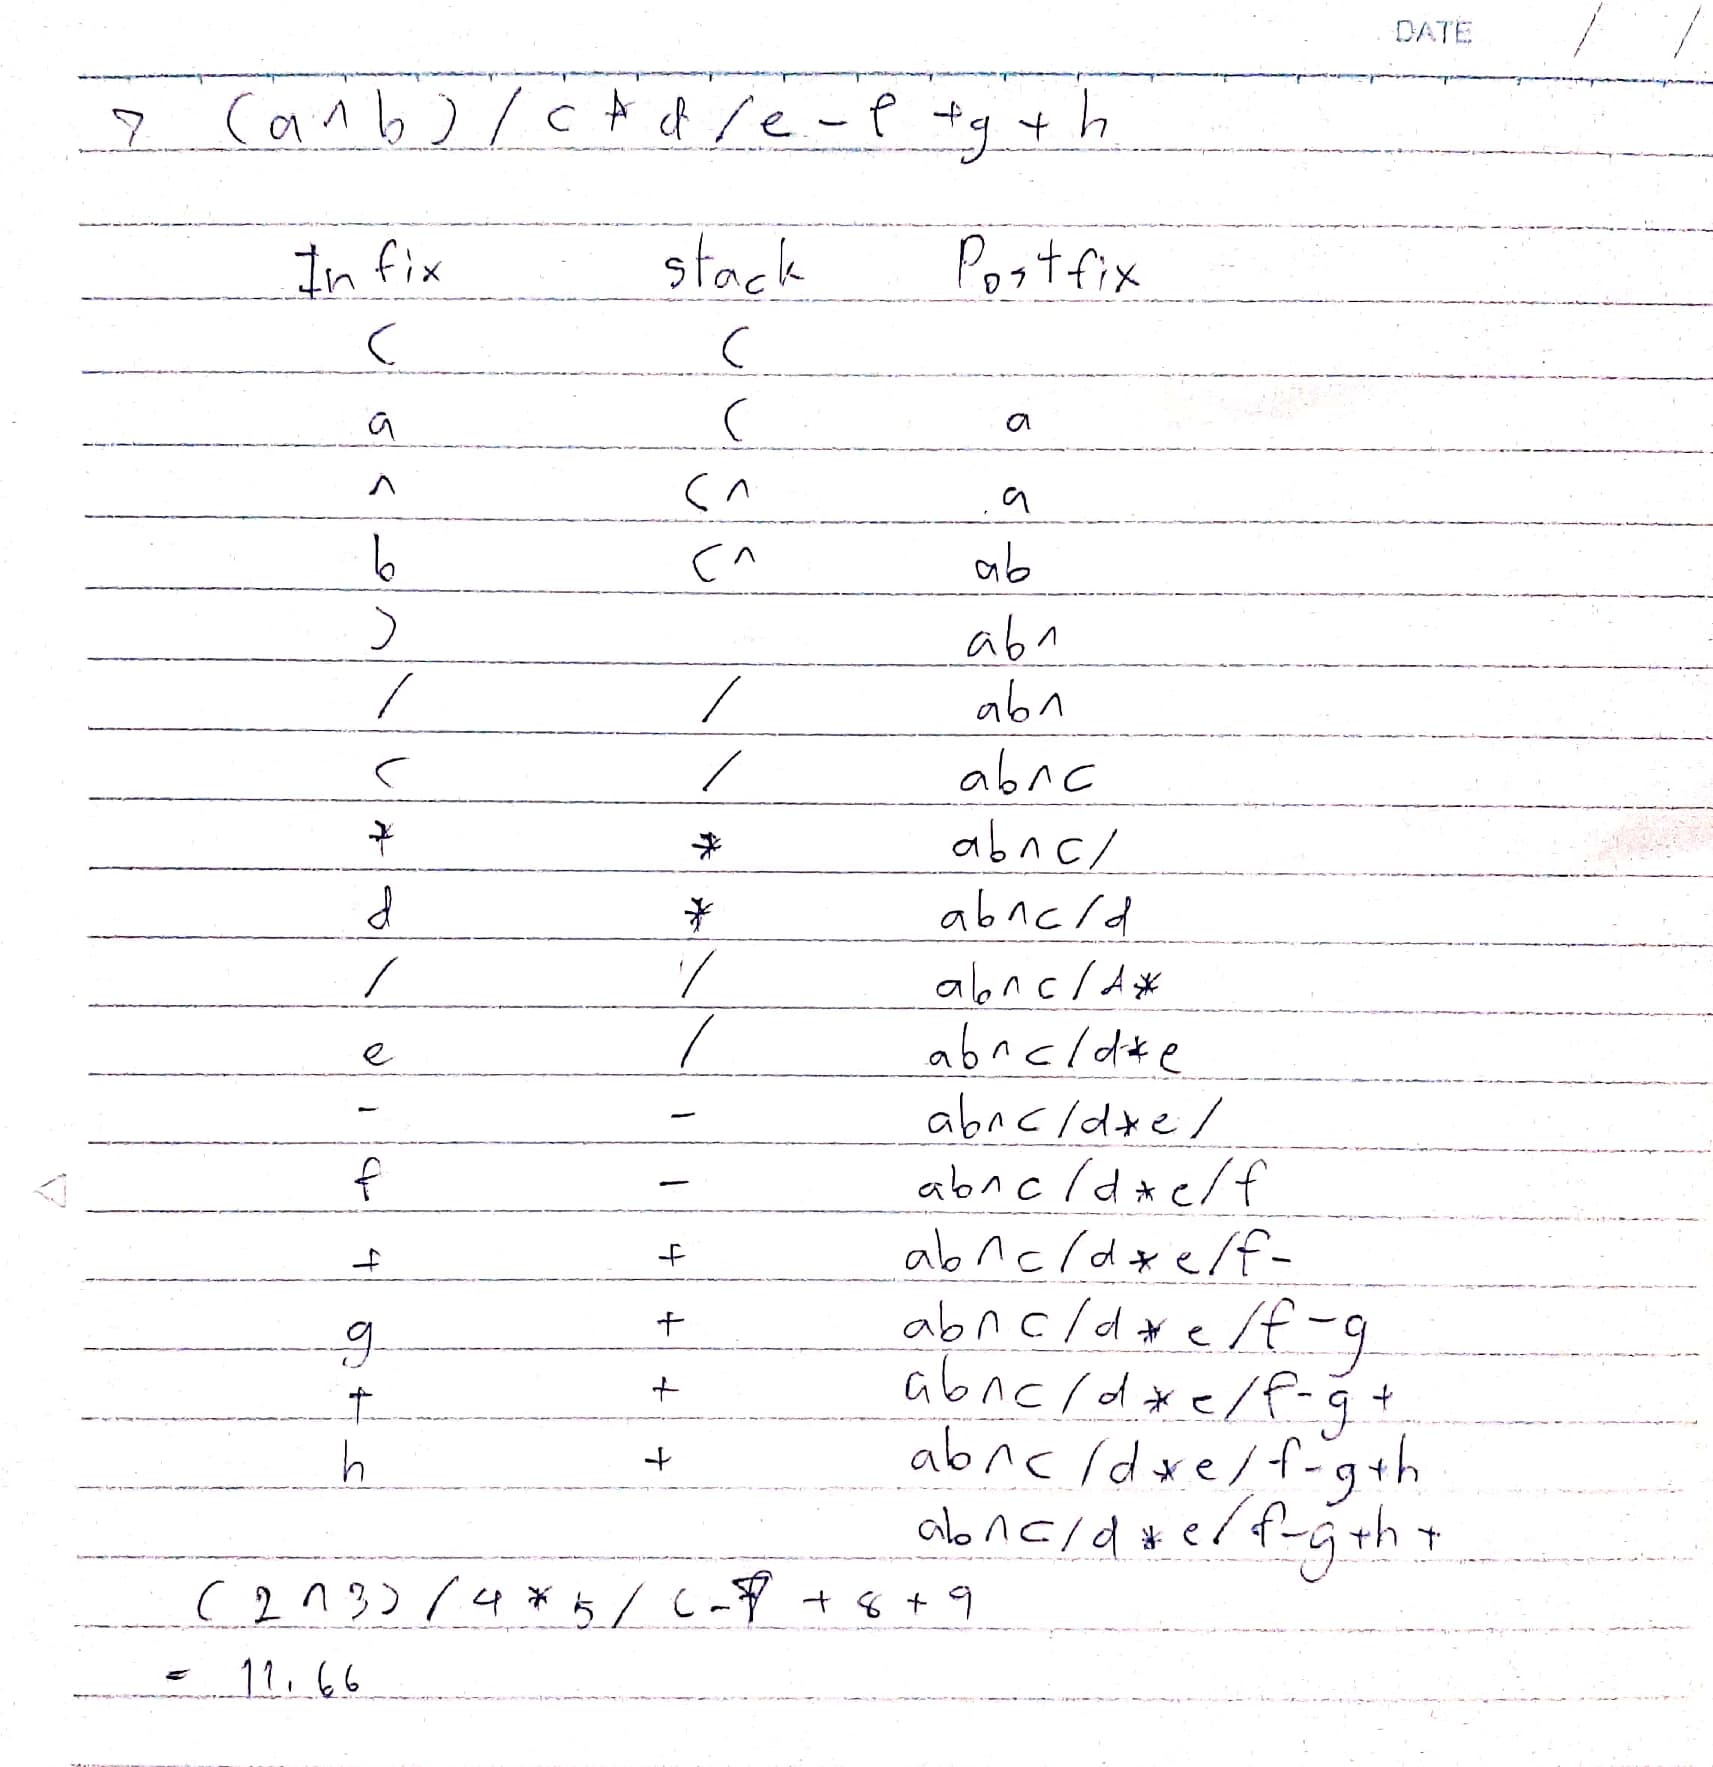 DATE / /
> (a^b)/c*d/e-f+g+h
Infix stack Postfix
( (
a ( a
^ (^ a
b (^ ab
) ab^
/ / ab^
c / ab^c
* * ab^c/
d * ab^c/d
/ / ab^c/d*
e / ab^c/d*e
- - ab^c/d*e/
f - ab^c/d*e/f
+ + ab^c/d*e/f-
g + ab^c/d*e/f-g
+ + ab^c/d*e/f-g+
h + ab^c/d*e/f-g+h
ab^c/d*e/f-g+h+
(2^3)/4*5/6-7+8+9
= 11.66